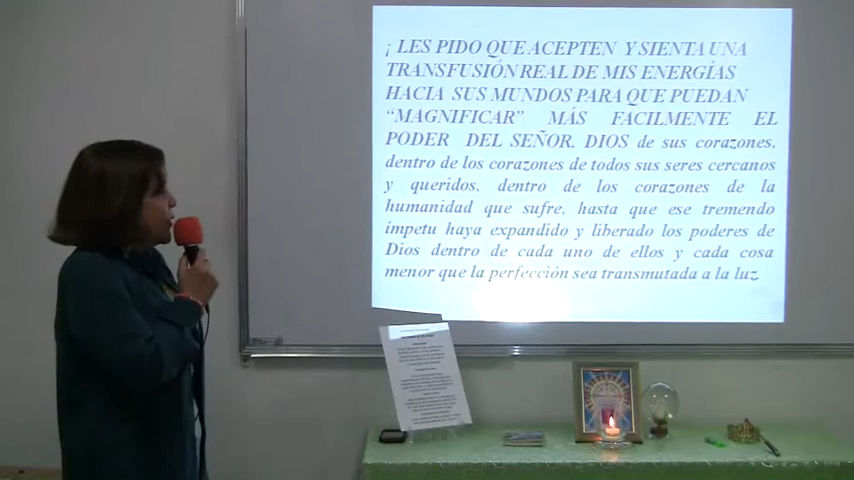 ¡ LES PIDO QUE ACEPTEN Y SIENTA UNA
TRANSFUSIÓN REAL DE MIS ENERGÍAS
HACIA SUS MUNDOS PARA QUE PUEDAN
“MAGNIFICAR” MÁS FACILMENTE EL
PODER DEL SEÑOR DIOS de sus corazones,
dentro de los corazones de todos sus seres cercanos
y queridos, dentro de los corazones de la
humanidad que sufre, hasta que ese tremendo
ímpetu haya expandido y liberado los poderes de
Dios dentro de cada uno de ellos y cada cosa
menor que la perfección sea transmutada a la luz